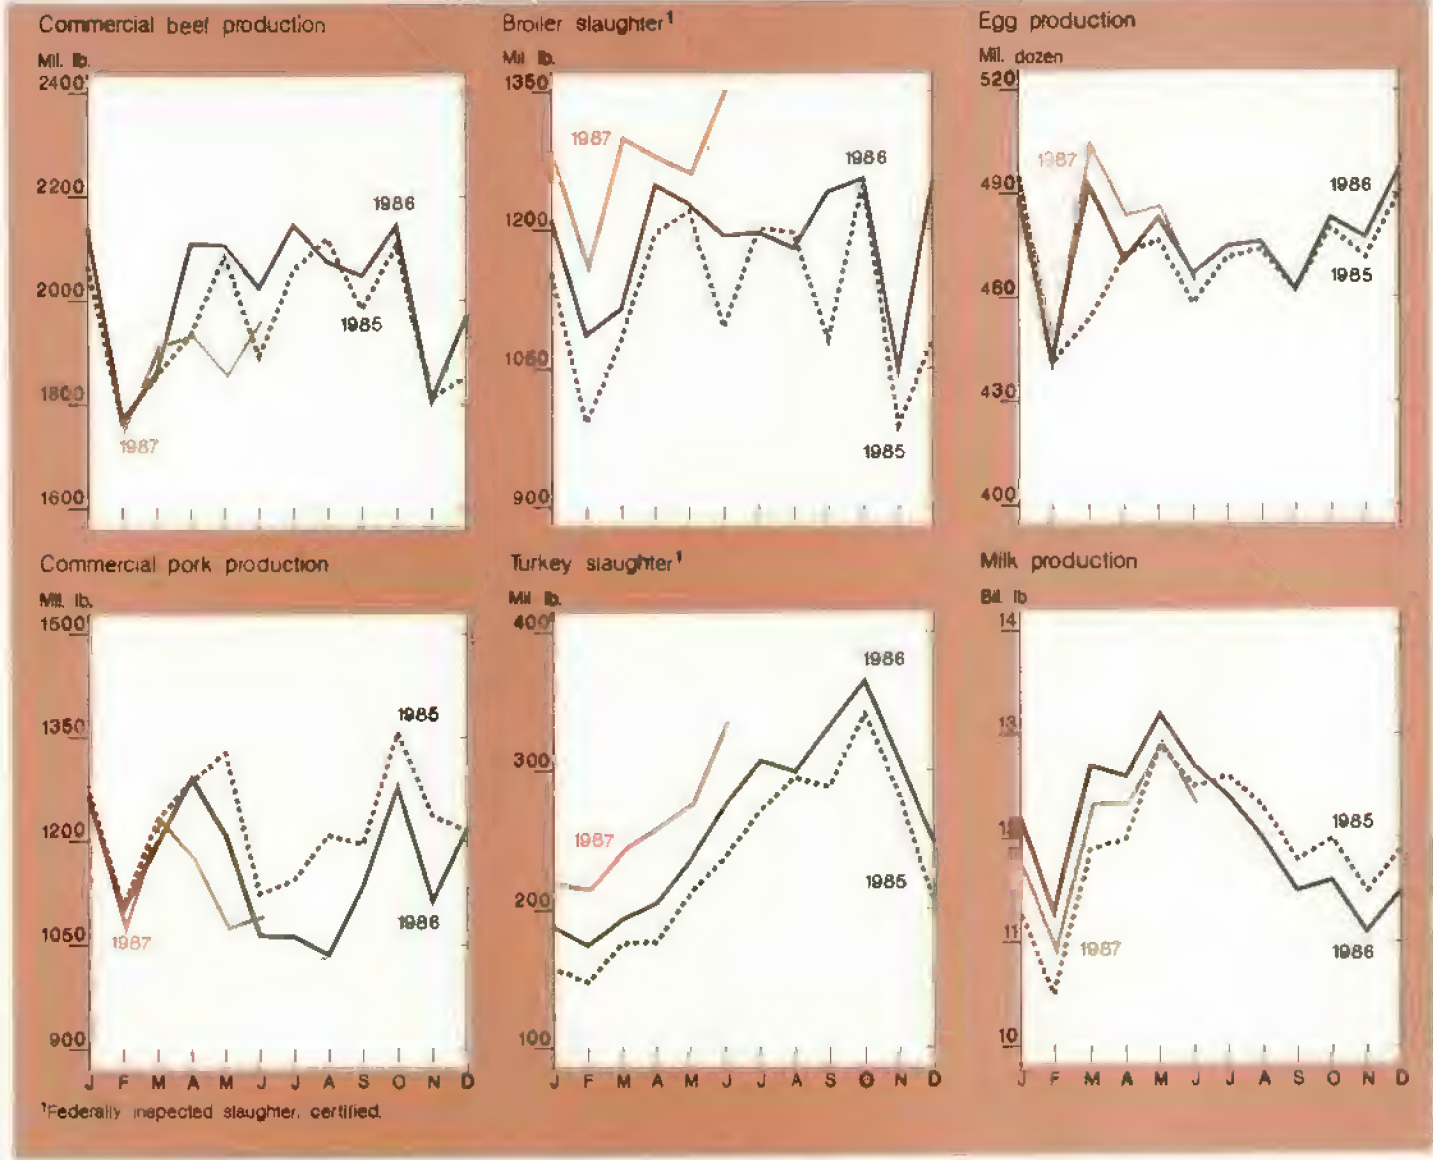 Commercial beef production
Mil. lb.
2400
2200
2000
1800
1600
1986
1985
1987
Broiler slaughter¹
Mil lb.
1350
1200
1050
900
1987
1986
1985
Egg production
Mil. dozen
520
490
460
430
400
1987
1986
1985
Commercial pork production
Mil. lb.
1500
1350
1200
1050
900
1985
1986
1987
J F M A M J J A S O N D
Turkey slaughter¹
Mil lb.
400
300
200
100
1986
1987
1985
J F M A M J J A S O N D
Milk production
Bil. lb
14
13
12
11
10
1985
1987
1986
J F M A M J J A S O N D
¹Federally inspected slaughter, certified.